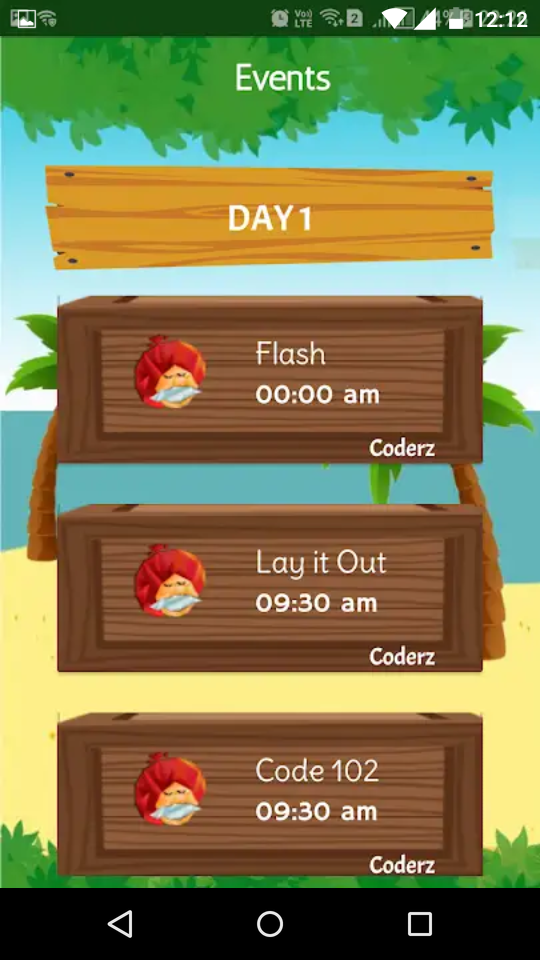 Vo))
LTE
2
12:12
Events
DAY 1
Flash
00:00 am
Coderz
Lay it Out
09:30 am
Coderz
Code 102
09:30 am
Coderz